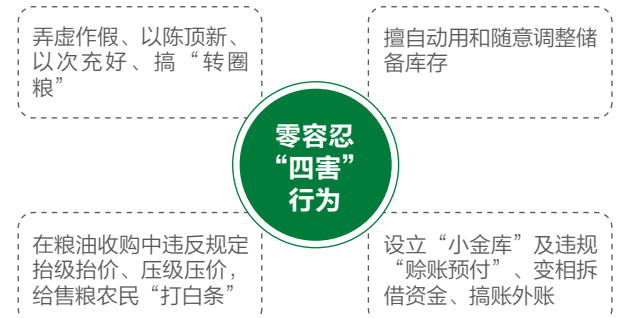 弄虚作假、以陈顶新、
以次充好、搞“转圈
粮”
擅自动用和随意调整储
备库存
零容忍
“四害”
行为
在粮油收购中违反规定
抬级抬价、压级压价，
给售粮农民“打白条”
设立“小金库”及违规
“赊账预付”、变相拆
借资金、搞账外账